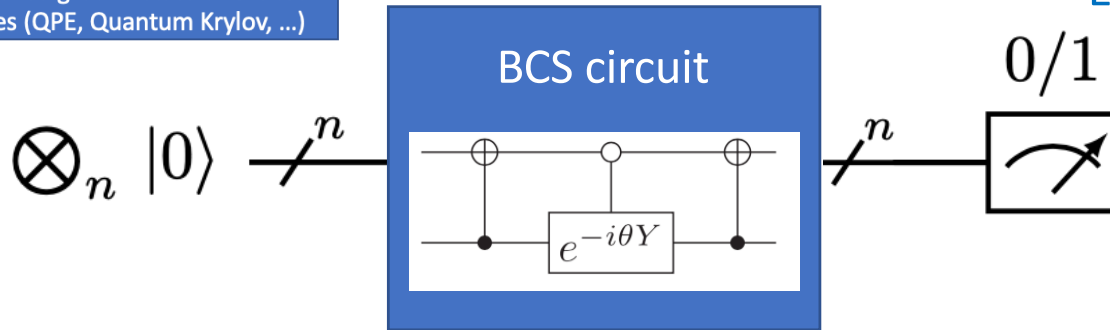 es (QPE, Quantum Krylov, ...)
BCS circuit
0/1
⊗n |0⟩
n
n
e^{-iθY}